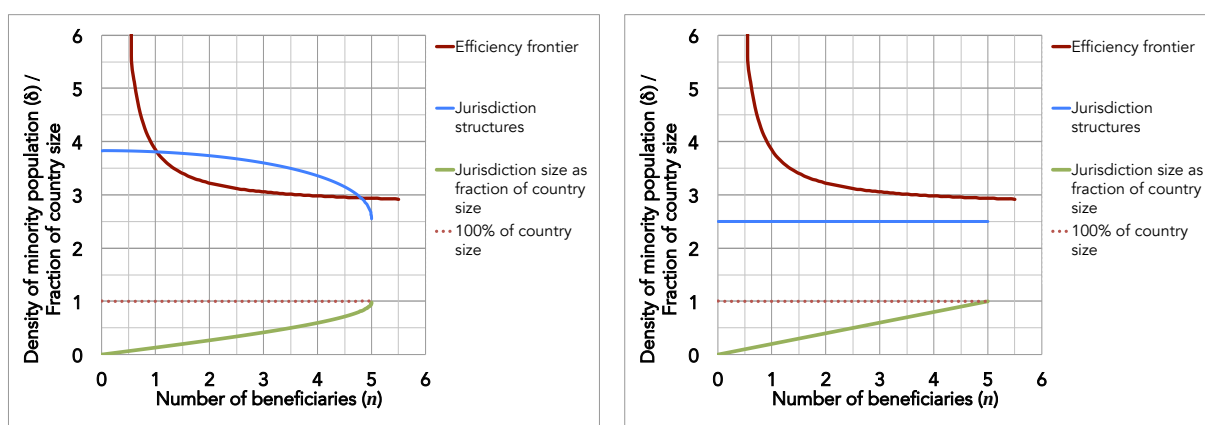 Density of minority population (δ) /
Fraction of country size
6
5
4
3
2
1
0
0 1 2 3 4 5 6
Number of beneficiaries (n)
Efficiency frontier
Jurisdiction
structures
Jurisdiction size as
fraction of country
size
100% of country
size
Density of minority population (δ) /
Fraction of country size
6
5
4
3
2
1
0
0 1 2 3 4 5 6
Number of beneficiaries (n)
Efficiency frontier
Jurisdiction
structures
Jurisdiction size as
fraction of country
size
100% of country
size